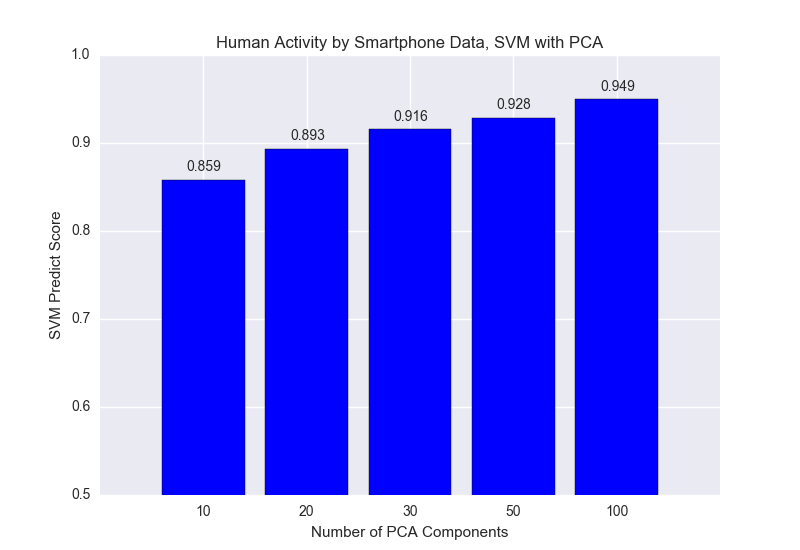 Human Activity by Smartphone Data, SVM with PCA
1.0
0.9
0.8
0.7
0.6
0.5
SVM Predict Score
0.859
0.893
0.916
0.928
0.949
10 20 30 50 100
Number of PCA Components